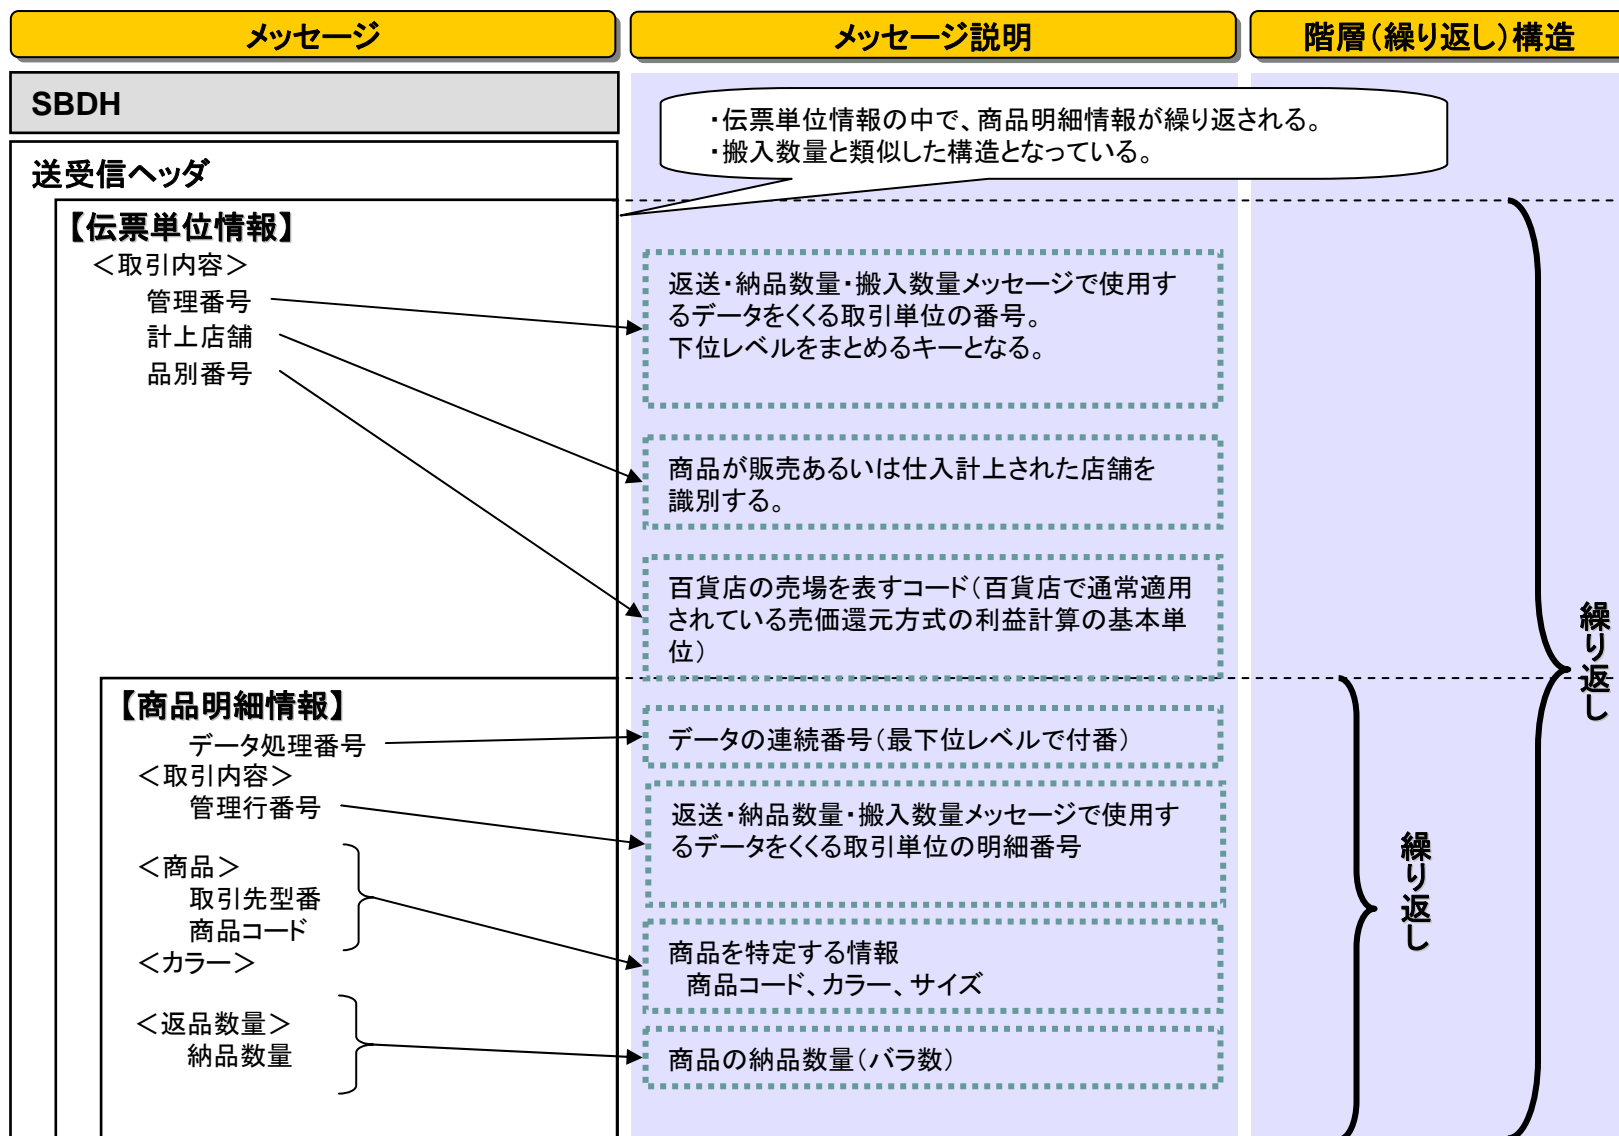 メッセージ
メッセージ説明
階層（繰り返し）構造
SBDH
・伝票単位情報の中で、商品明細情報が繰り返される。
・搬入数量と類似した構造となっている。
送受信ヘッダ
【伝票単位情報】
＜取引内容＞
管理番号
計上店舗
品別番号
返送・納品数量・搬入数量メッセージで使用す
るデータをくくる取引単位の番号。
下位レベルをまとめるキーとなる。
商品が販売あるいは仕入計上された店舗を
識別する。
百貨店の売場を表すコード（百貨店で通常適用
されている売価還元方式の利益計算の基本単
位）
繰り返し
【商品明細情報】
データ処理番号
＜取引内容＞
管理行番号
＜商品＞
取引先型番
商品コード
＜カラー＞
＜返品数量＞
納品数量
データの連続番号（最下位レベルで付番）
返送・納品数量・搬入数量メッセージで使用す
るデータをくくる取引単位の明細番号
商品を特定する情報
商品コード、カラー、サイズ
商品の納品数量（バラ数）
繰り返し